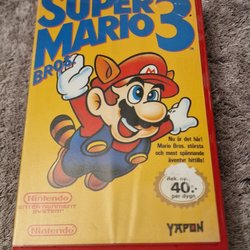 SUPER
MARIO 3
BROS.
Nu är det här!
Mario Bros. största
och mest spännande
äventyr hittills!
Rek. pg.
40:-
per dygn
Nintendo
ENTERTAINMENT
SYSTEM
Nintendo
YAPON